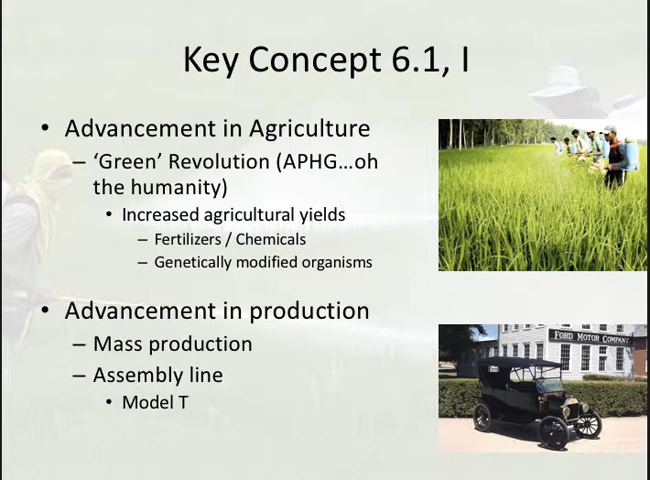 Key Concept 6.1, I
• Advancement in Agriculture
– ‘Green’ Revolution (APHG…oh
the humanity)
• Increased agricultural yields
– Fertilizers / Chemicals
– Genetically modified organisms
• Advancement in production
– Mass production
– Assembly line
• Model T
FORD MOTOR COMPANY